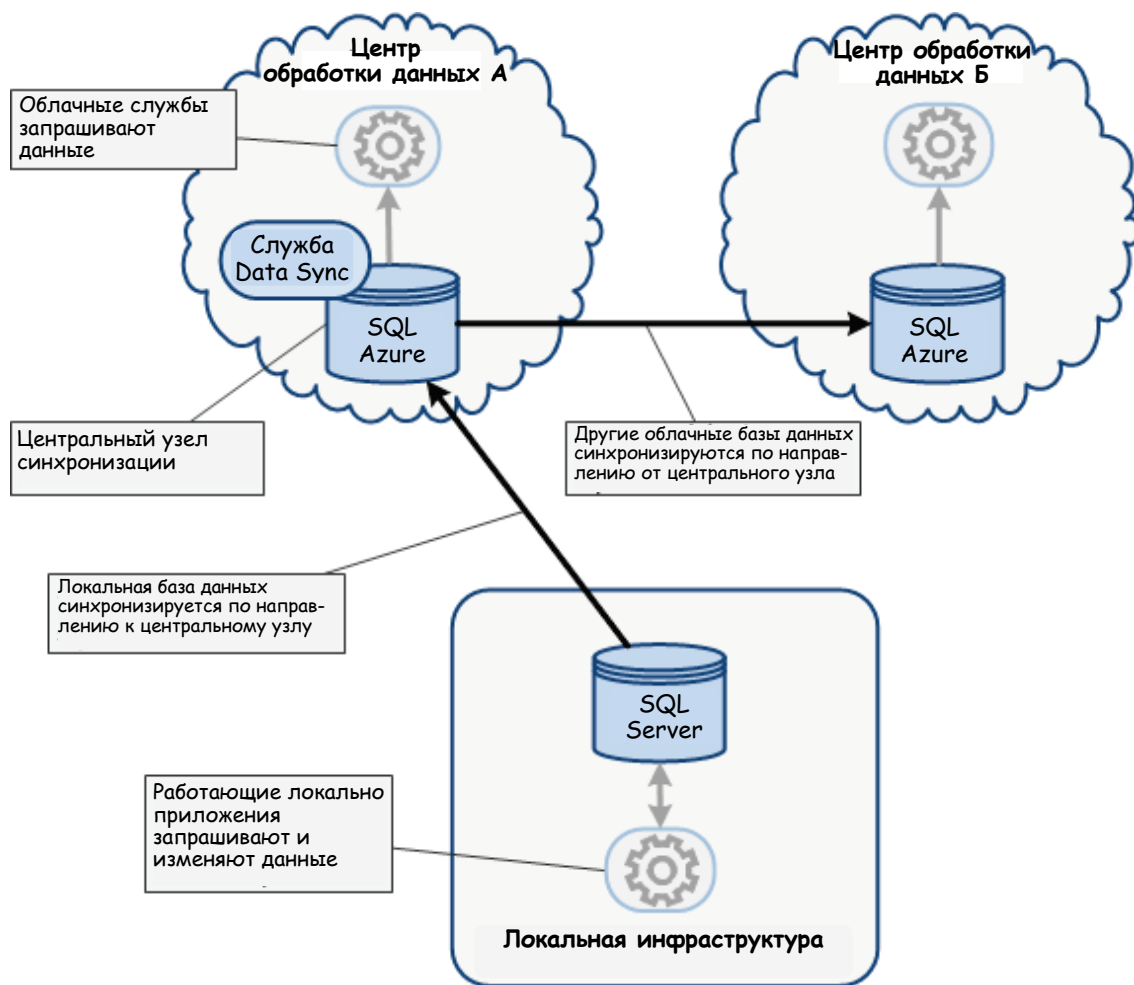 Центр
обработки данных А
Центр обработки
данных Б
Облачные службы
запрашивают
данные
Служба
Data Sync
SQL
Azure
SQL
Azure
Центральный узел
синхронизации
Другие облачные базы данных
синхронизируются по направ-
лению от центрального узла
Локальная база данных
синхронизируется по направ-
лению к центральному узлу
SQL
Server
Работающие локально
приложения
запрашивают и
изменяют данные
Локальная инфраструктура